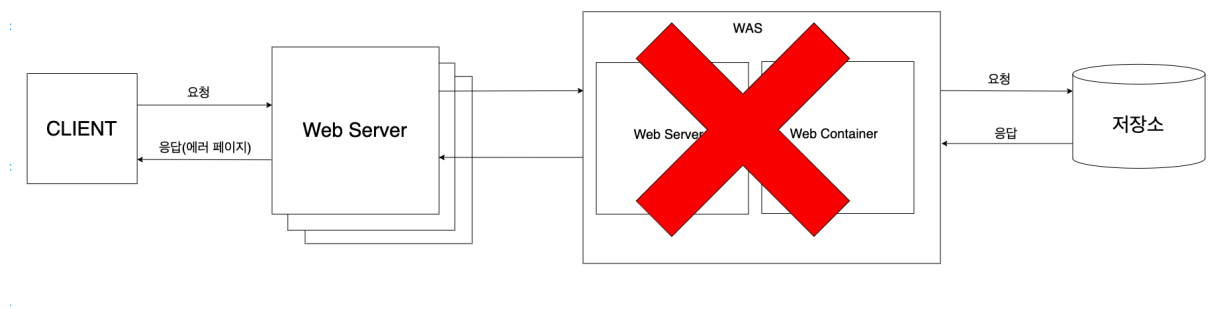 WAS
CLIENT
요청
응답(에러 페이지)
Web Server
Web Server
Web Container
요청
응답
저장소